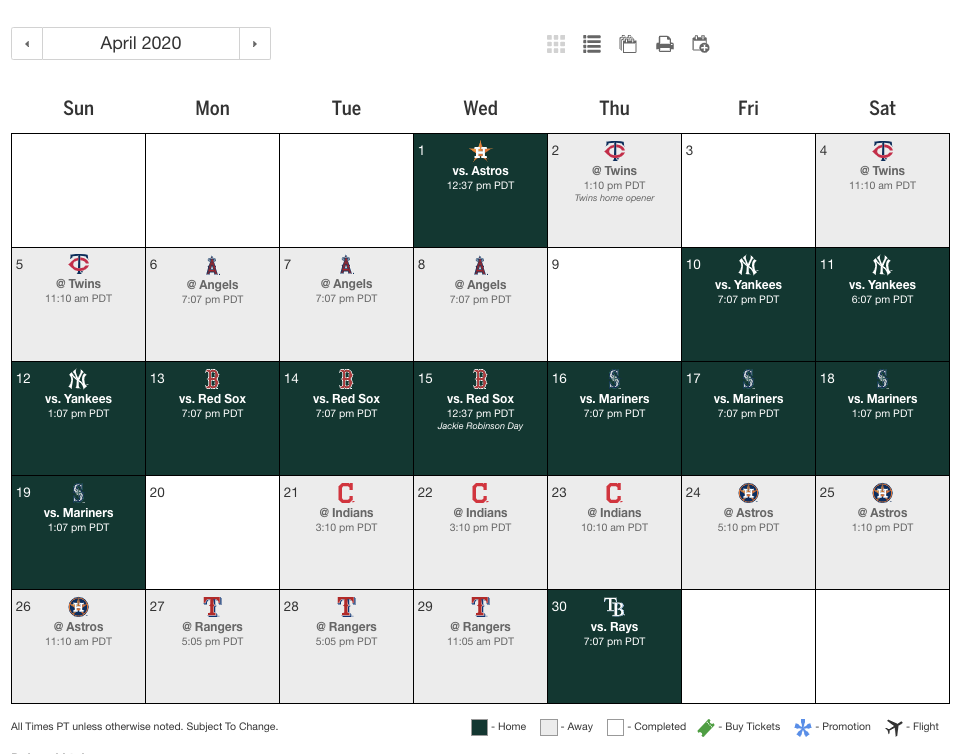 April 2020
Sun Mon Tue Wed Thu Fri Sat
1 2 3 4
vs. Astros @ Twins @ Twins
12:37 pm PDT 1:10 pm PDT 11:10 am PDT
Twins home opener
5 6 7 8 9 10 11
@ Twins @ Angels @ Angels @ Angels vs. Yankees vs. Yankees
11:10 am PDT 7:07 pm PDT 7:07 pm PDT 7:07 pm PDT 7:07 pm PDT 6:07 pm PDT
12 13 14 15 16 17 18
vs. Yankees vs. Red Sox vs. Red Sox vs. Red Sox vs. Mariners vs. Mariners vs. Mariners
1:07 pm PDT 7:07 pm PDT 7:07 pm PDT 12:37 pm PDT 7:07 pm PDT 7:07 pm PDT 1:07 pm PDT
Jackie Robinson Day
19 20 21 22 23 24 25
vs. Mariners @ Indians @ Indians @ Indians @ Astros @ Astros
1:07 pm PDT 3:10 pm PDT 3:10 pm PDT 10:10 am PDT 5:10 pm PDT 1:10 pm PDT
26 27 28 29 30
@ Astros @ Rangers @ Rangers @ Rangers vs. Rays
11:10 am PDT 5:05 pm PDT 5:05 pm PDT 11:05 am PDT 7:07 pm PDT
All Times PT unless otherwise noted. Subject To Change. - Home - Away - Completed - Buy Tickets - Promotion - Flight